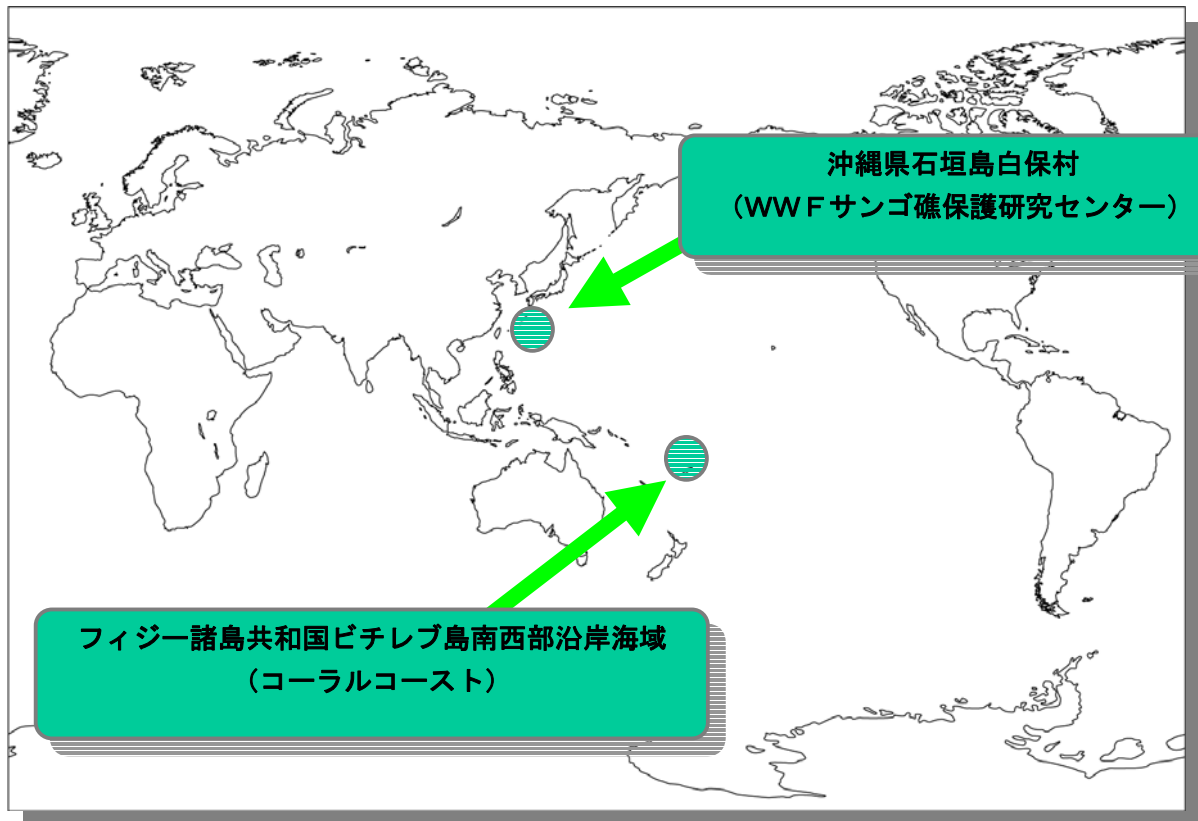 沖縄県石垣島白保村
（ＷＷＦサンゴ礁保護研究センター）
フィジー諸島共和国ビチレブ島南西部沿岸海域
（コーラルコースト）